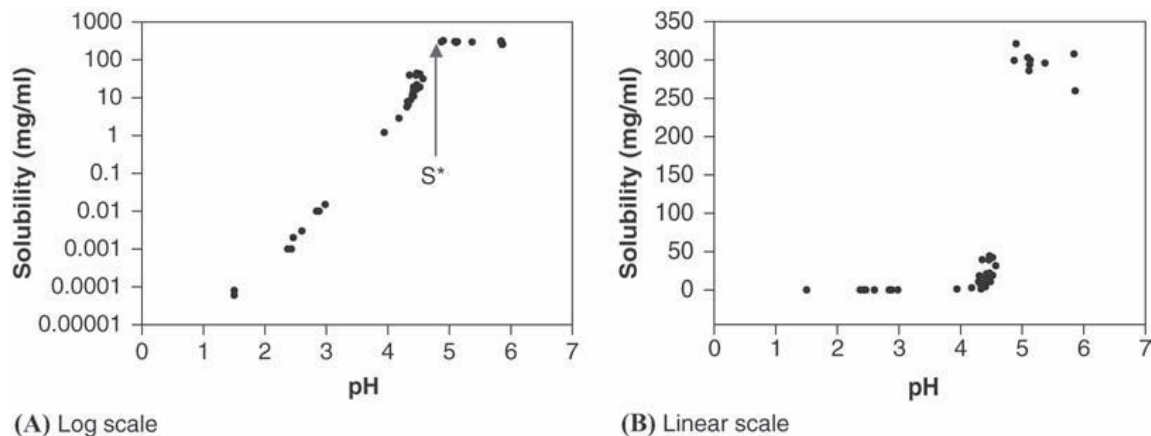 Solubility (mg/ml)
1000
100
10
1
0.1
0.01
0.001
0.0001
0.00001
S*
0 1 2 3 4 5 6 7
pH
(A) Log scale
Solubility (mg/ml)
350
300
250
200
150
100
50
0
0 1 2 3 4 5 6 7
pH
(B) Linear scale